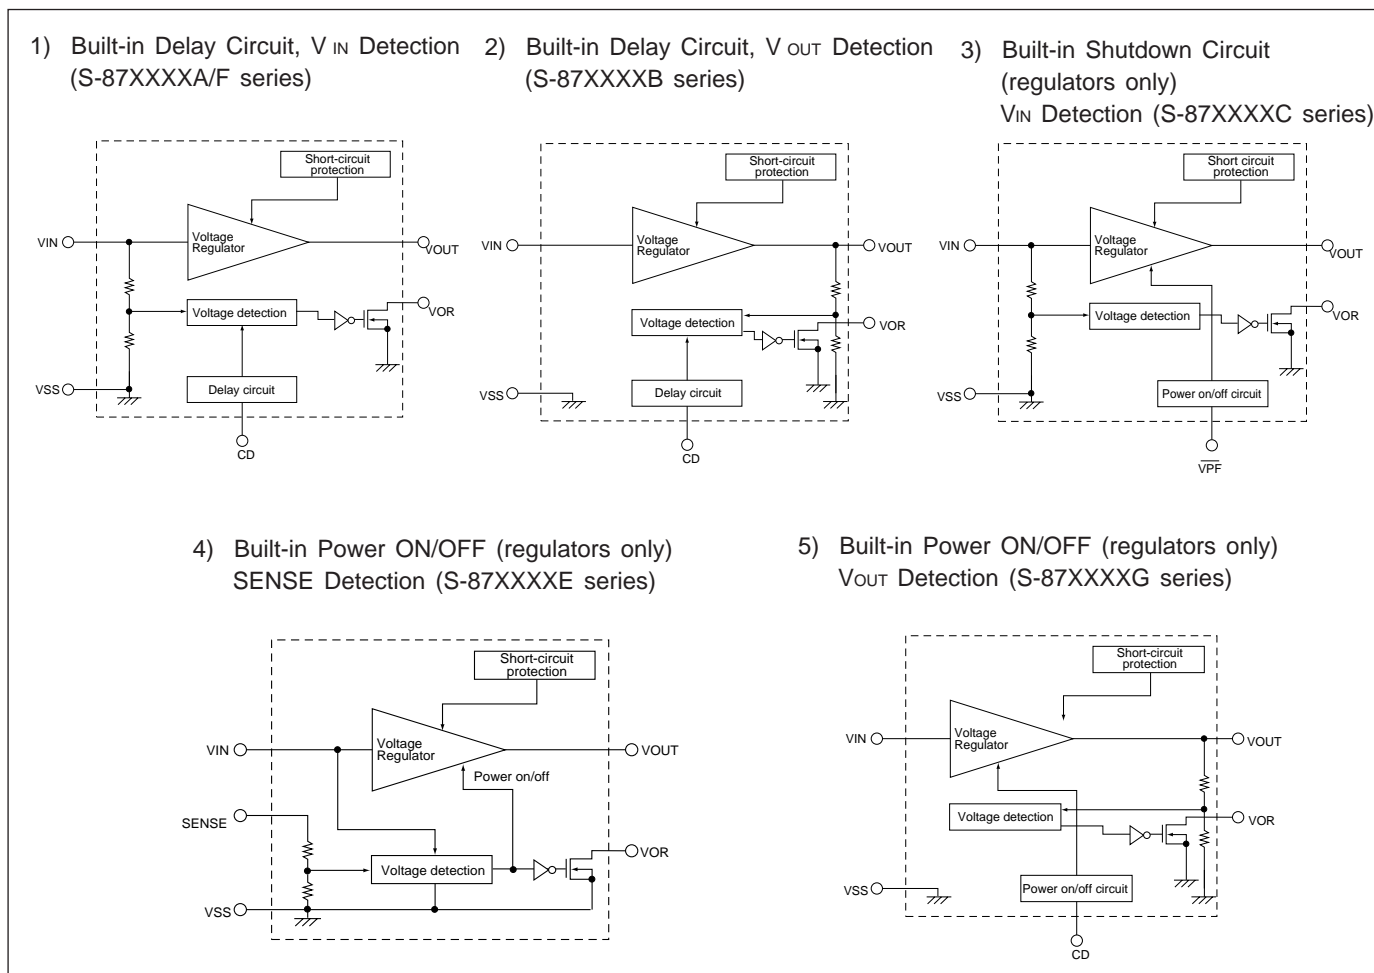 1) Built-in Delay Circuit, V IN Detection
(S-87XXXXA/F series)
Short-circuit
protection
Voltage
Regulator
VIN
VOUT
Voltage detection
VOR
VSS
Delay circuit
CD
2) Built-in Delay Circuit, V OUT Detection
(S-87XXXXB series)
Short-circuit
protection
Voltage
Regulator
VIN
VOUT
Voltage detection
VOR
VSS
Delay circuit
CD
3) Built-in Shutdown Circuit
(regulators only)
VIN Detection (S-87XXXXC series)
Short circuit
protection
Voltage
Regulator
VIN
VOUT
Voltage detection
VOR
VSS
Power on/off circuit
VPF
4) Built-in Power ON/OFF (regulators only)
SENSE Detection (S-87XXXXE series)
Short-circuit
protection
Voltage
Regulator
VIN
VOUT
Power on/off
SENSE
Voltage detection
VOR
VSS
5) Built-in Power ON/OFF (regulators only)
VOUT Detection (S-87XXXXG series)
Short-circuit
protection
Voltage
Regulator
VIN
VOUT
Voltage detection
VOR
VSS
Power on/off circuit
CD